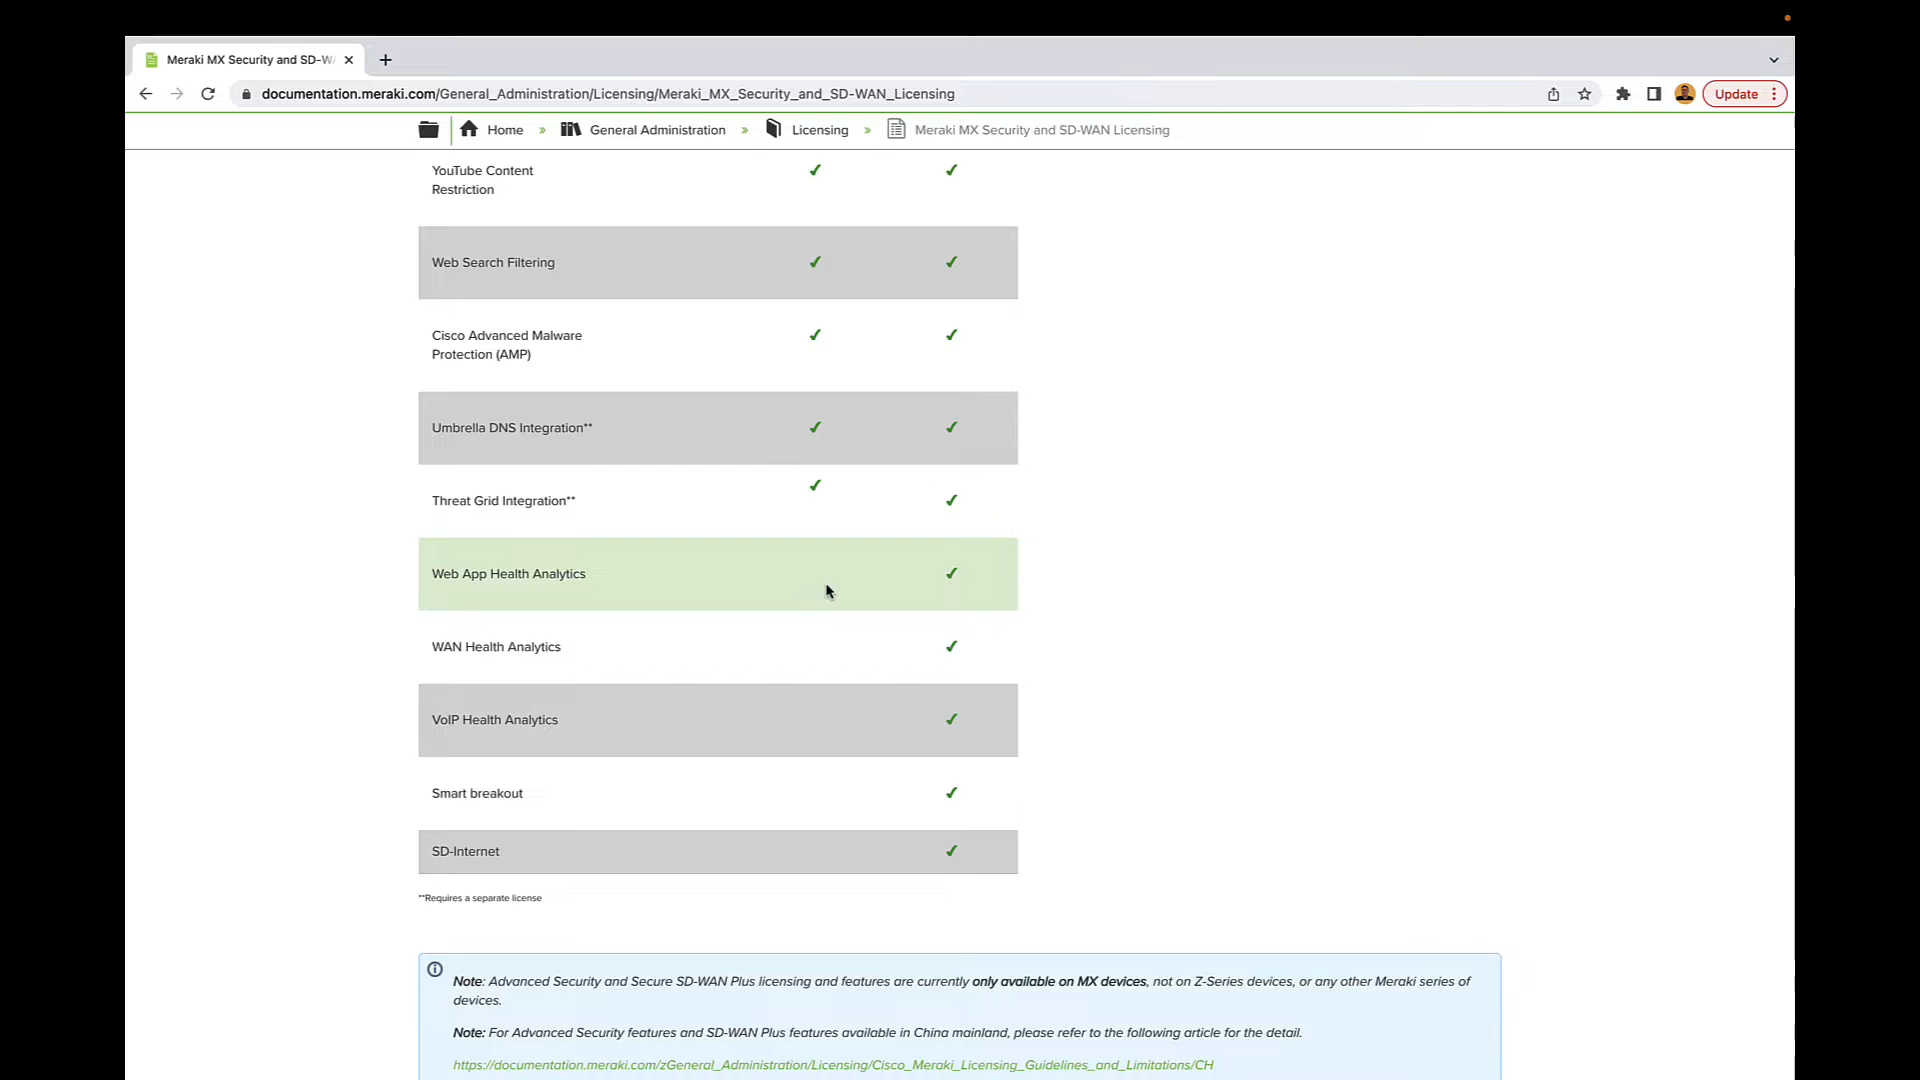 Meraki MX Security and SD-W
documentation.meraki.com/General_Administration/Licensing/Meraki_MX_Security_and_SD-WAN_Licensing
Update
Home » General Administration » Licensing » Meraki MX Security and SD-WAN Licensing
YouTube Content ✔ ✔
Restriction
Web Search Filtering ✔ ✔
Cisco Advanced Malware ✔ ✔
Protection (AMP)
Umbrella DNS Integration** ✔ ✔
Threat Grid Integration** ✔ ✔
Web App Health Analytics ✔
WAN Health Analytics ✔
VoIP Health Analytics ✔
Smart breakout ✔
SD-Internet ✔
**Requires a separate license
Note: Advanced Security and Secure SD-WAN Plus licensing and features are currently only available on MX devices, not on Z-Series devices, or any other Meraki series of
devices.
Note: For Advanced Security features and SD-WAN Plus features available in China mainland, please refer to the following article for the detail.
https://documentation.meraki.com/zGeneral_Administration/Licensing/Cisco_Meraki_Licensing_Guidelines_and_Limitations/CH